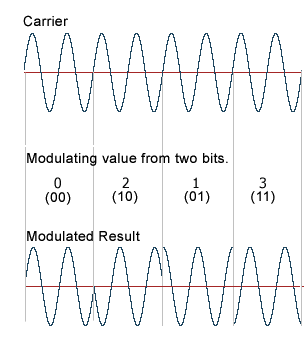 Carrier
Modulating value from two bits.
0 2 1 3
(00) (10) (01) (11)
Modulated Result